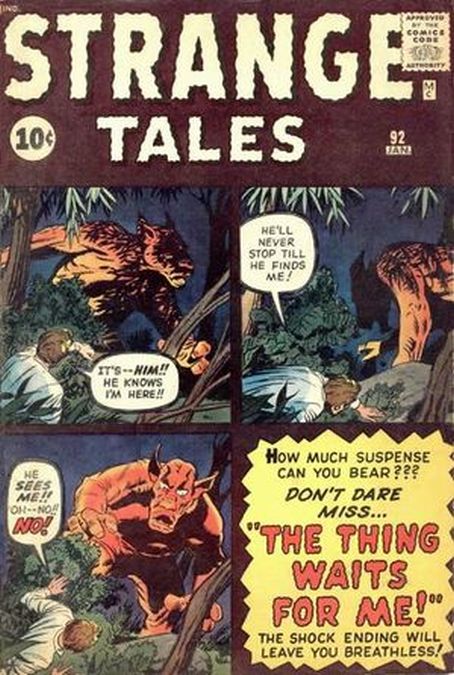 IND.
STRANGE
TALES
APPROVED
BY THE
COMICS
CODE
AUTHORITY
M
C
10¢
92
JAN.
IT'S--HIM!!
HE KNOWS
I'M HERE!!
HE'LL
NEVER
STOP TILL
HE FINDS
ME!
HE
SEES
ME!!
OH--NO!!
NO!
HOW MUCH SUSPENSE
CAN YOU BEAR???
DON'T DARE
MISS...
"THE THING
WAITS
FOR ME!"
THE SHOCK ENDING WILL
LEAVE YOU BREATHLESS!